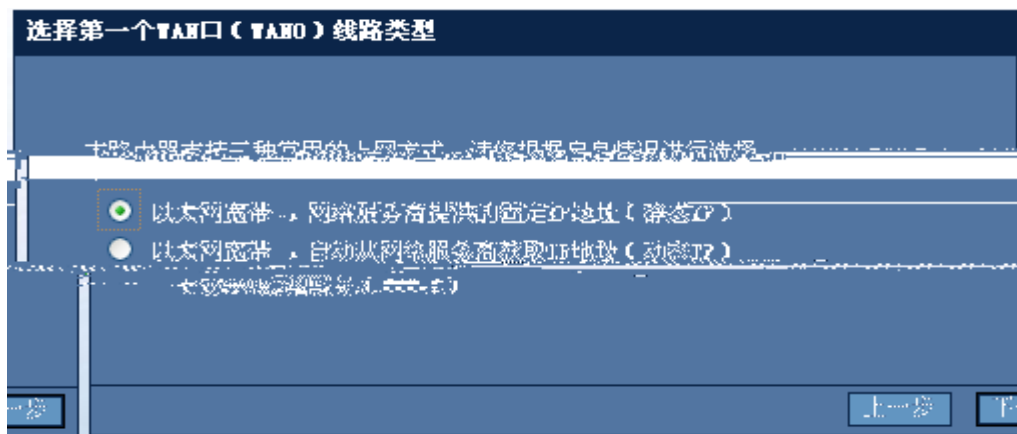 选择第一个WAN口（WAN0）线路类型
本路由器支持三种常用的上网方式，请您根据自身情况进行选择。
以太网宽带，网络服务商提供的固定IP地址（静态IP）
以太网宽带，自动从网络服务商获取IP地址（动态IP）
一步
上一步
下